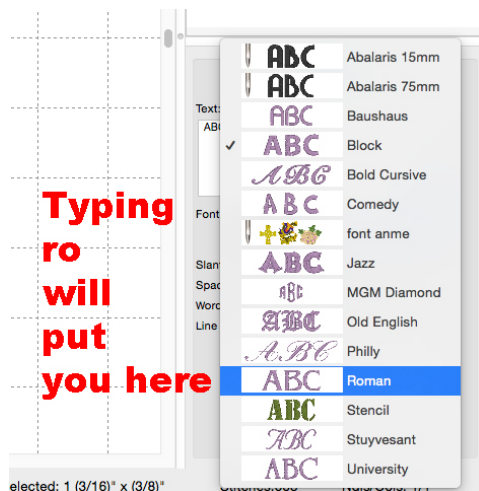 ABC Abalaris 15mm
ABC Abalaris 75mm
Text:
ABC Baushaus
AB
✓ ABC Block
ABC Bold Cursive
ABC Comedy
Font
font anme
Slan
ABC Jazz
Spac
ABC MGM Diamond
Word
Line
ABC Old English
ABC Philly
ABC Roman
ABC Stencil
ABC Stuyvesant
ABC University
Typing
ro
will
put
you here
elected: 1 (3/16)" x (3/8)"